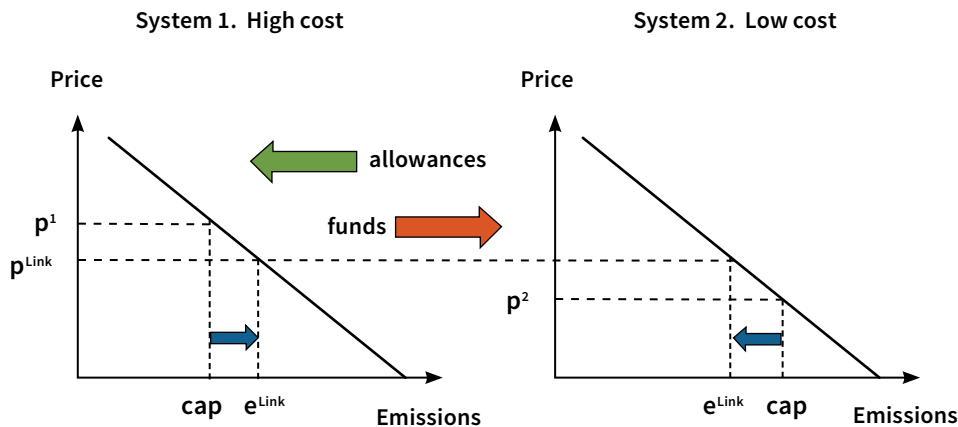 System 1.  High cost
System 2.  Low cost
Price
Price
allowances
funds
p¹
pᴸⁱⁿᵏ
p²
cap
eᴸⁱⁿᵏ
Emissions
eᴸⁱⁿᵏ
cap
Emissions